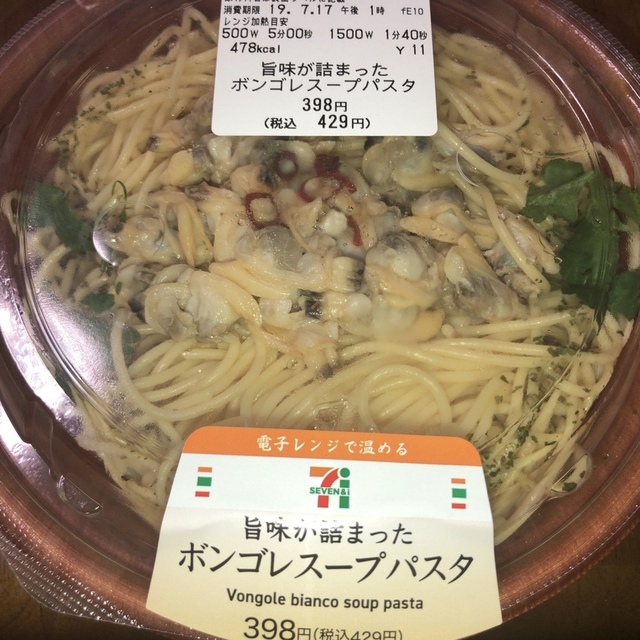 消費期限 19. 7.17 午後 1時 fE10
レンジ加熱目安
500W 5分00秒 1500W 1分40秒
478kcal Y 11
旨味が詰まった
ボンゴレスープパスタ
398円
(税込 429円)
電子レンジで温める
7i
SEVEN&i
旨味が詰まった
ボンゴレスープパスタ
Vongole bianco soup pasta
398円(税込429円)